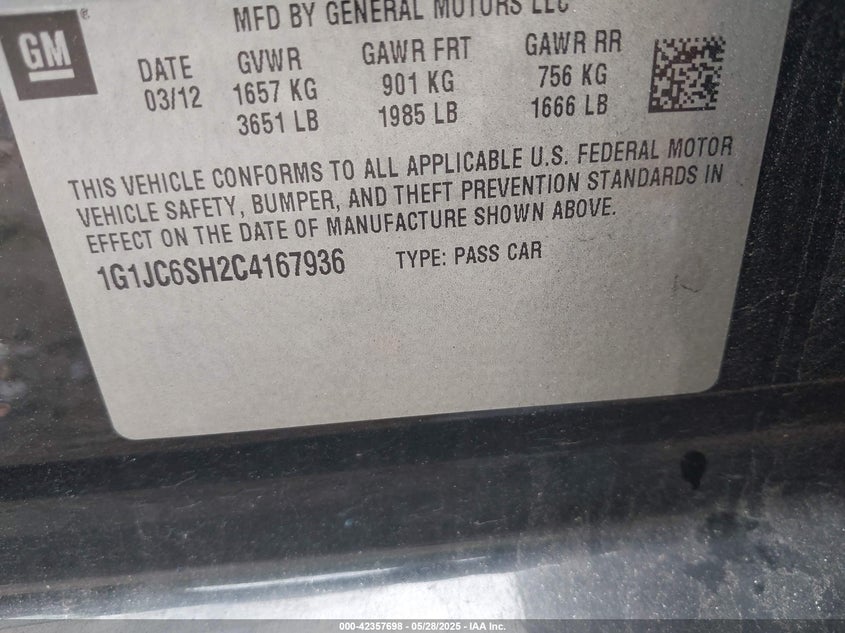 MFD BY GENERAL MOTORS LLC
GM®
DATE
03/12
GVWR
1657 KG
3651 LB
GAWR FRT
901 KG
1985 LB
GAWR RR
756 KG
1666 LB
THIS VEHICLE CONFORMS TO ALL APPLICABLE U.S. FEDERAL MOTOR
VEHICLE SAFETY, BUMPER, AND THEFT PREVENTION STANDARDS IN
EFFECT ON THE DATE OF MANUFACTURE SHOWN ABOVE.
1G1JC6SH2C4167936 TYPE: PASS CAR
000-42357698 - 05/28/2025 - IAA Inc.